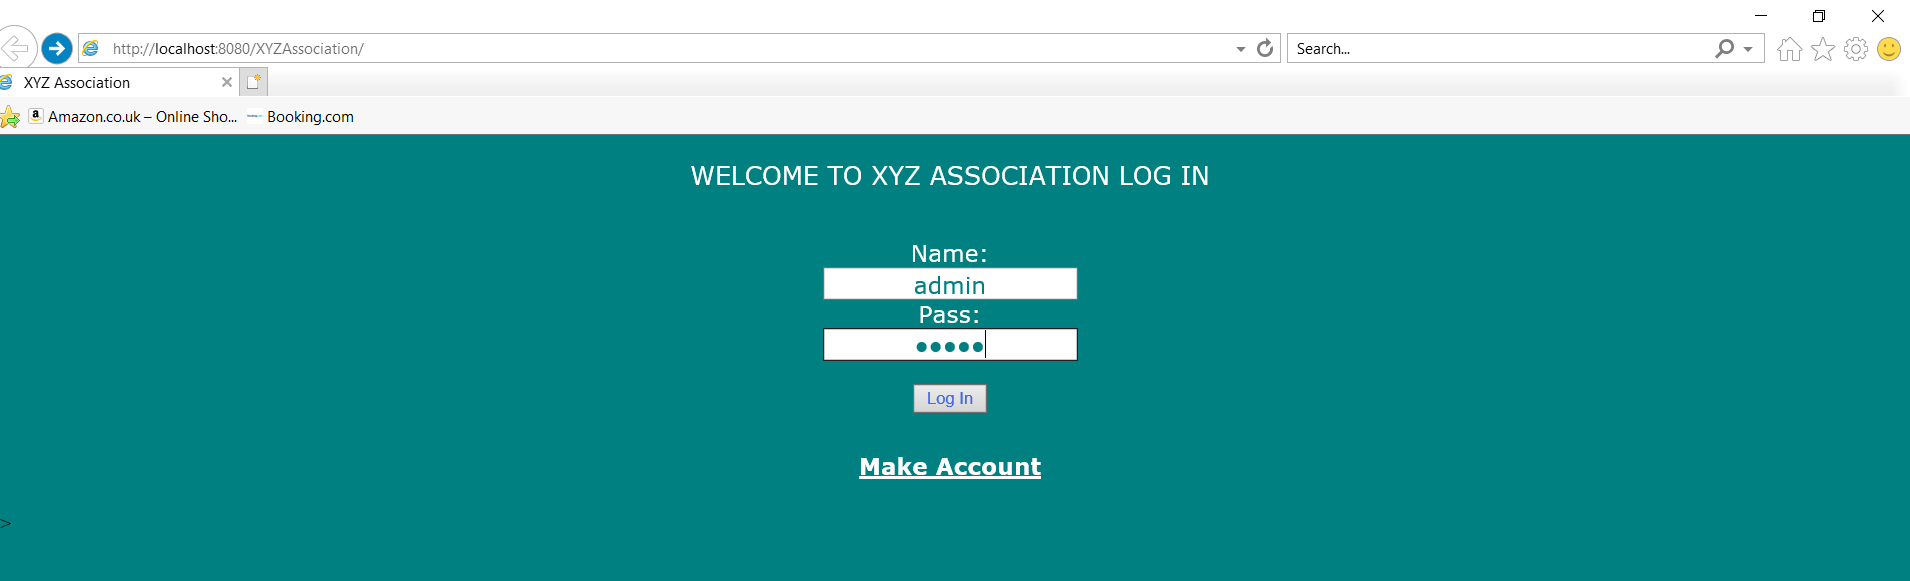 http://localhost:8080/XYZAssociation/
Search...
XYZ Association
Amazon.co.uk – Online Sho... Booking.com
WELCOME TO XYZ ASSOCIATION LOG IN
Name:
admin
Pass:
•••••
Log In
Make Account
>